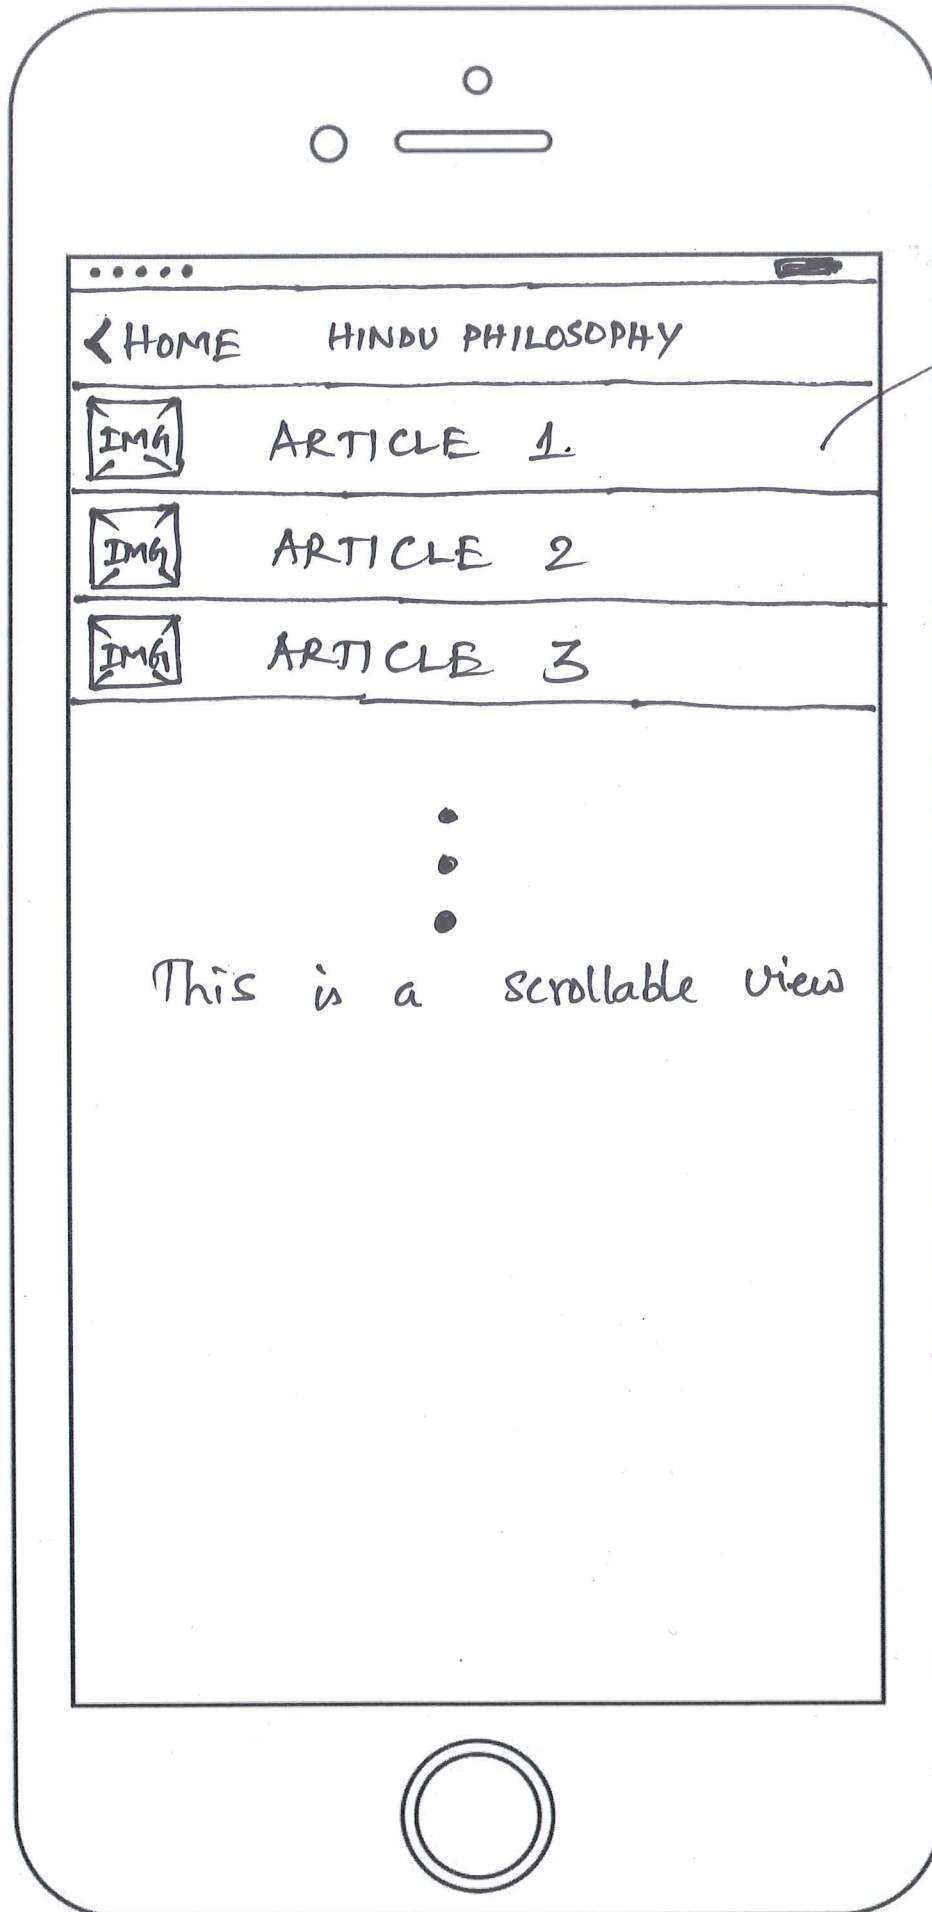 < HOME HINDU PHILOSOPHY
IMG ARTICLE 1.
IMG ARTICLE 2
IMG ARTICLE 3
This is a scrollable view